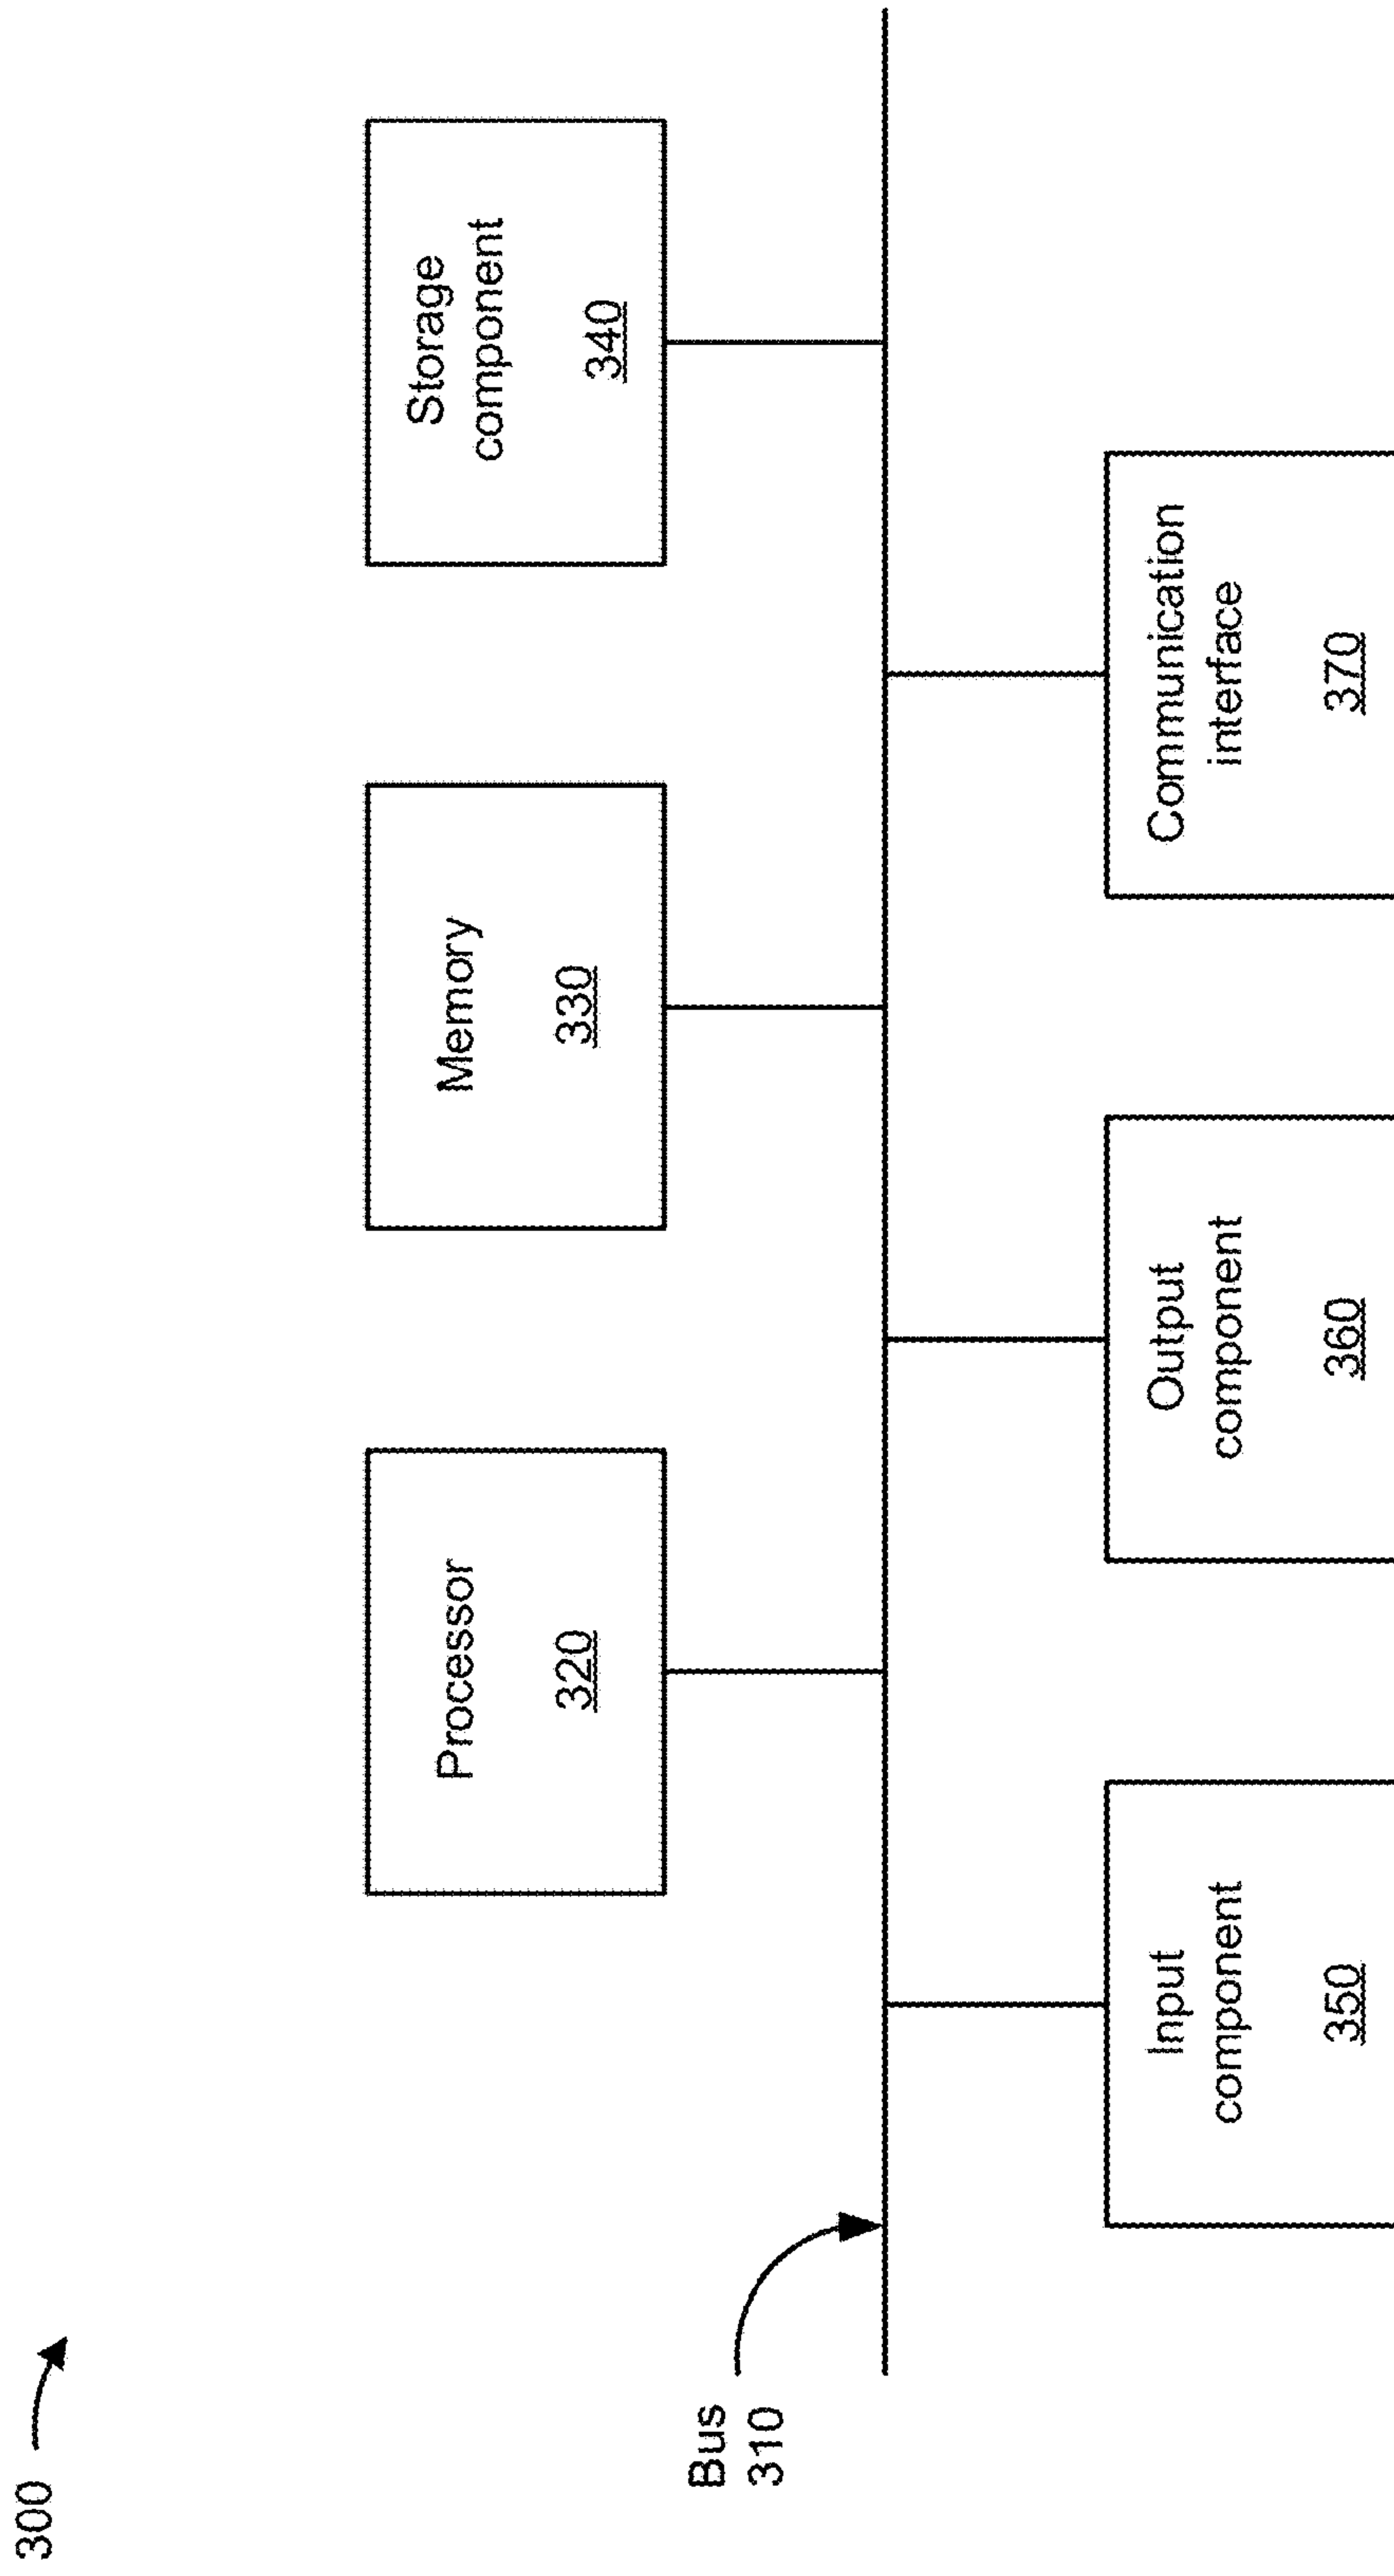 300
Processor
320
Memory
330
Storage
component
340
Bus
310
Input
component
350
Output
component
360
Communication
interface
370